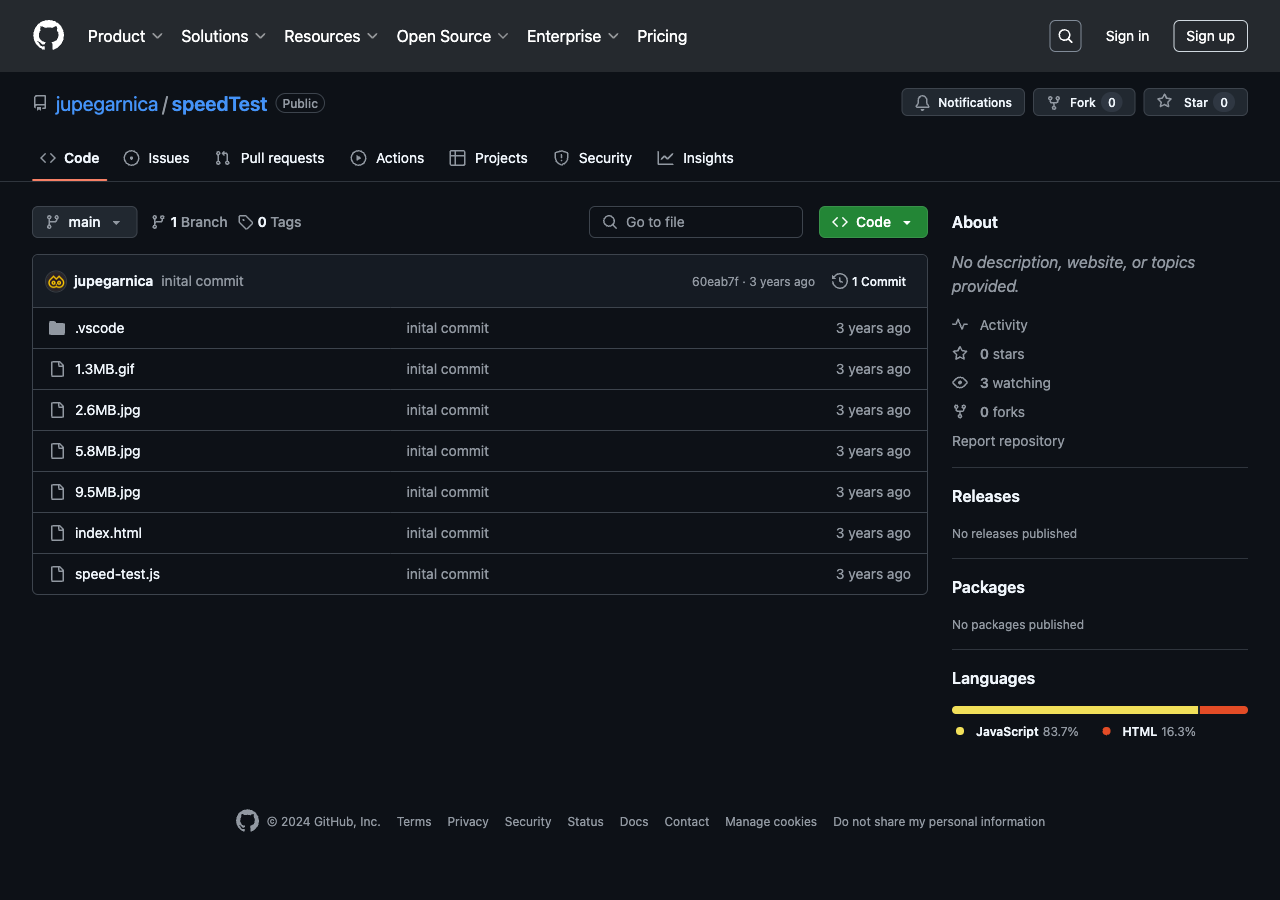 Product Solutions Resources Open Source Enterprise Pricing Sign in Sign up
jupegarnica / speedTest Public Notifications Fork 0 Star 0
Code Issues Pull requests Actions Projects Security Insights
main 1 Branch 0 Tags Go to file Code
jupegarnica inital commit 60eab7f · 3 years ago 1 Commit
.vscode inital commit 3 years ago
1.3MB.gif inital commit 3 years ago
2.6MB.jpg inital commit 3 years ago
5.8MB.jpg inital commit 3 years ago
9.5MB.jpg inital commit 3 years ago
index.html inital commit 3 years ago
speed-test.js inital commit 3 years ago
About
No description, website, or topics
provided.
Activity
0 stars
3 watching
0 forks
Report repository
Releases
No releases published
Packages
No packages published
Languages
JavaScript 83.7% HTML 16.3%
© 2024 GitHub, Inc. Terms Privacy Security Status Docs Contact Manage cookies Do not share my personal information